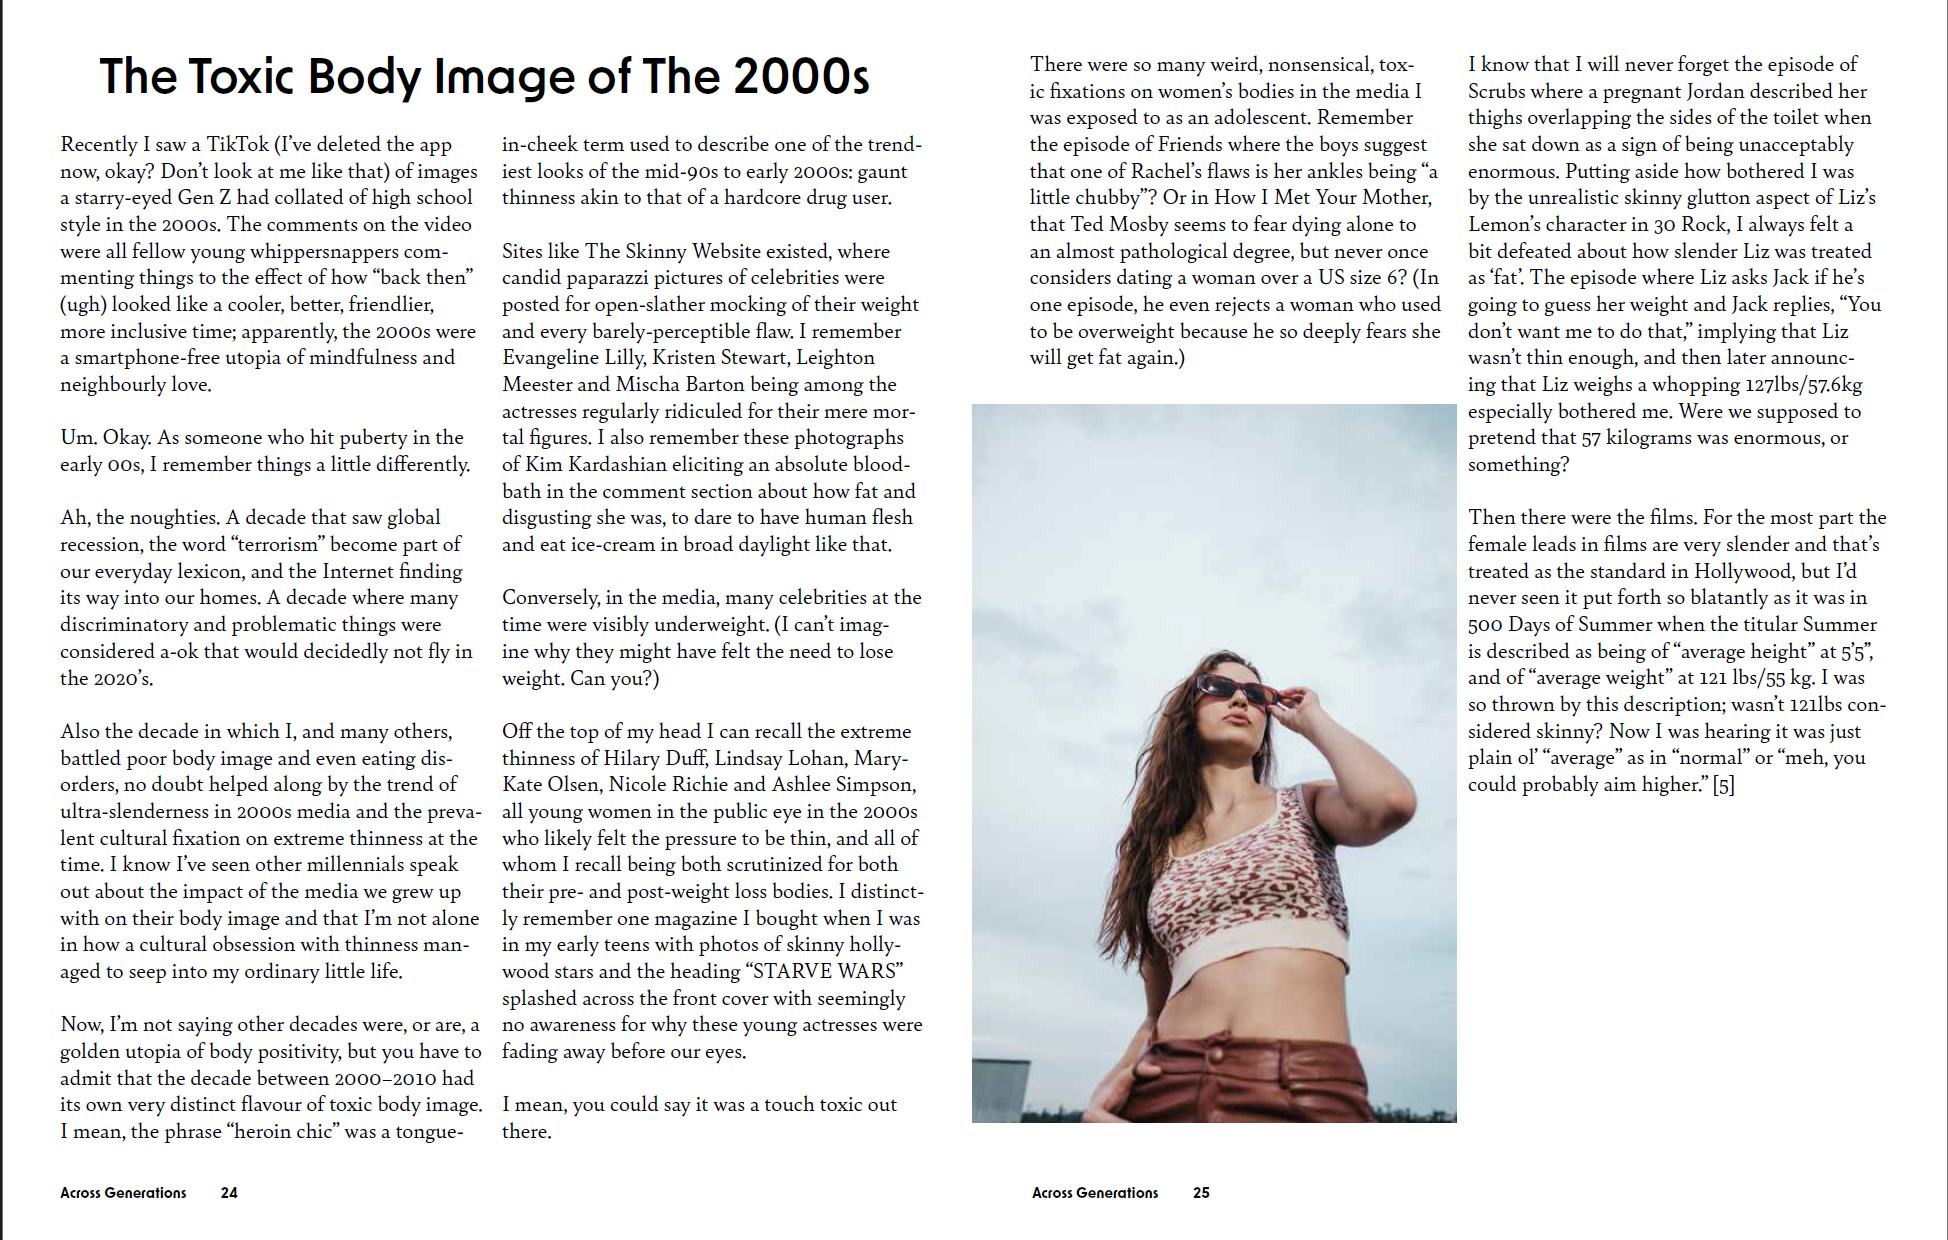 The Toxic Body Image of The 2000s
Recently I saw a TikTok (I’ve deleted the app
now, okay? Don’t look at me like that) of images
a starry-eyed Gen Z had collated of high school
style in the 2000s. The comments on the video
were all fellow young whippersnappers com-
menting things to the effect of how “back then”
(ugh) looked like a cooler, better, friendlier,
more inclusive time; apparently, the 2000s were
a smartphone-free utopia of mindfulness and
neighbourly love.
Um. Okay. As someone who hit puberty in the
early 00s, I remember things a little differently.
Ah, the noughties. A decade that saw global
recession, the word “terrorism” become part of
our everyday lexicon, and the Internet finding
its way into our homes. A decade where many
discriminatory and problematic things were
considered a-ok that would decidedly not fly in
the 2020’s.
Also the decade in which I, and many others,
battled poor body image and even eating dis-
orders, no doubt helped along by the trend of
ultra-slenderness in 2000s media and the preva-
lent cultural fixation on extreme thinness at the
time. I know I’ve seen other millennials speak
out about the impact of the media we grew up
with on their body image and that I’m not alone
in how a cultural obsession with thinness man-
aged to seep into my ordinary little life.
Now, I’m not saying other decades were, or are, a
golden utopia of body positivity, but you have to
admit that the decade between 2000–2010 had
its own very distinct flavour of toxic body image.
I mean, the phrase “heroin chic” was a tongue-
in-cheek term used to describe one of the trend-
iest looks of the mid-90s to early 2000s: gaunt
thinness akin to that of a hardcore drug user.
Sites like The Skinny Website existed, where
candid paparazzi pictures of celebrities were
posted for open-slather mocking of their weight
and every barely-perceptible flaw. I remember
Evangeline Lilly, Kristen Stewart, Leighton
Meester and Mischa Barton being among the
actresses regularly ridiculed for their mere mor-
tal figures. I also remember these photographs
of Kim Kardashian eliciting an absolute blood-
bath in the comment section about how fat and
disgusting she was, to dare to have human flesh
and eat ice-cream in broad daylight like that.
Conversely, in the media, many celebrities at the
time were visibly underweight. (I can’t imag-
ine why they might have felt the need to lose
weight. Can you?)
Off the top of my head I can recall the extreme
thinness of Hilary Duff, Lindsay Lohan, Mary-
Kate Olsen, Nicole Richie and Ashlee Simpson,
all young women in the public eye in the 2000s
who likely felt the pressure to be thin, and all of
whom I recall being both scrutinized for both
their pre- and post-weight loss bodies. I distinct-
ly remember one magazine I bought when I was
in my early teens with photos of skinny holly-
wood stars and the heading “STARVE WARS”
splashed across the front cover with seemingly
no awareness for why these young actresses were
fading away before our eyes.
I mean, you could say it was a touch toxic out
there.
Across Generations 24
There were so many weird, nonsensical, tox-
ic fixations on women’s bodies in the media I
was exposed to as an adolescent. Remember
the episode of Friends where the boys suggest
that one of Rachel’s flaws is her ankles being “a
little chubby”? Or in How I Met Your Mother,
that Ted Mosby seems to fear dying alone to
an almost pathological degree, but never once
considers dating a woman over a US size 6? (In
one episode, he even rejects a woman who used
to be overweight because he so deeply fears she
will get fat again.)
I know that I will never forget the episode of
Scrubs where a pregnant Jordan described her
thighs overlapping the sides of the toilet when
she sat down as a sign of being unacceptably
enormous. Putting aside how bothered I was
by the unrealistic skinny glutton aspect of Liz’s
Lemon’s character in 30 Rock, I always felt a
bit defeated about how slender Liz was treated
as ‘fat’. The episode where Liz asks Jack if he’s
going to guess her weight and Jack replies, “You
don’t want me to do that,” implying that Liz
wasn’t thin enough, and then later announc-
ing that Liz weighs a whopping 127lbs/57.6kg
especially bothered me. Were we supposed to
pretend that 57 kilograms was enormous, or
something?
Then there were the films. For the most part the
female leads in films are very slender and that’s
treated as the standard in Hollywood, but I’d
never seen it put forth so blatantly as it was in
500 Days of Summer when the titular Summer
is described as being of “average height” at 5’5”,
and of “average weight” at 121 lbs/55 kg. I was
so thrown by this description; wasn’t 121lbs con-
sidered skinny? Now I was hearing it was just
plain ol’ “average” as in “normal” or “meh, you
could probably aim higher.” [5]
Across Generations 25